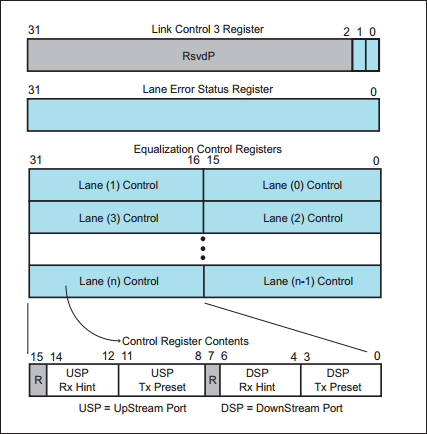 Link Control 3 Register
31 2 1 0
RsvdP
Lane Error Status Register
31 0
Equalization Control Registers
31 16 15 0
Lane (1) Control Lane (0) Control
Lane (3) Control Lane (2) Control
Lane (n) Control Lane (n-1) Control
Control Register Contents
15 14 12 11 8 7 6 4 3 0
R USP USP R DSP DSP
Rx Hint Tx Preset Rx Hint Tx Preset
USP = UpStream Port DSP = DownStream Port